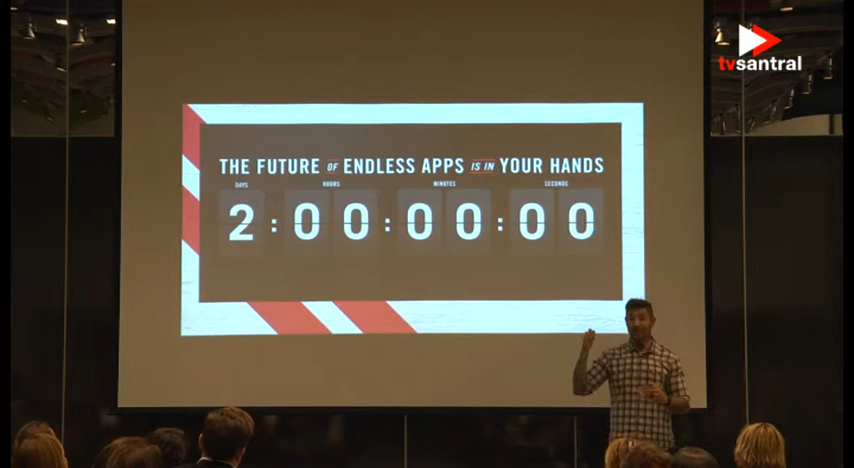 tvsantral
THE FUTURE OF ENDLESS APPS IS IN YOUR HANDS
DAYS HOURS MINUTES SECONDS
2:00:00:00